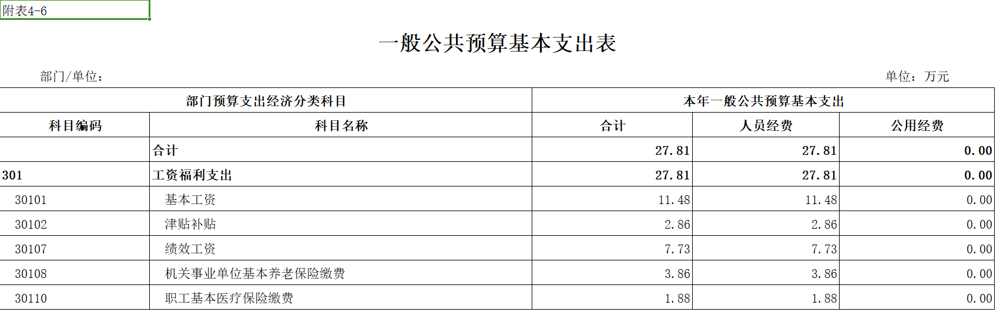 附表4-6
一般公共预算基本支出表
部门/单位： 单位：万元
部门预算支出经济分类科目 本年一般公共预算基本支出
科目编码 科目名称 合计 人员经费 公用经费
合计 27.81 27.81 0.00
301 工资福利支出 27.81 27.81 0.00
30101 基本工资 11.48 11.48 0.00
30102 津贴补贴 2.86 2.86 0.00
30107 绩效工资 7.73 7.73 0.00
30108 机关事业单位基本养老保险缴费 3.86 3.86 0.00
30110 职工基本医疗保险缴费 1.88 1.88 0.00